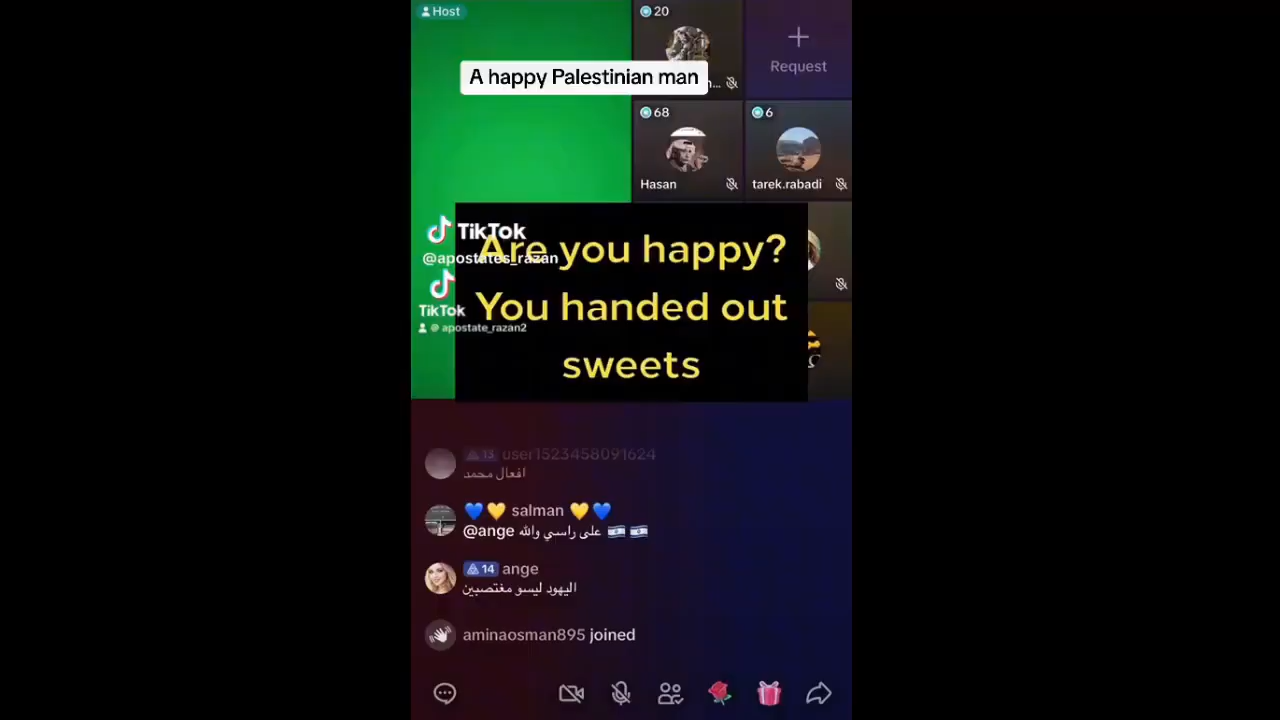 Host
20
Request
A happy Palestinian man
68
6
Hasan
tarek.rabadi
TikTok
@apostates_razan
TikTok
@ apostate_razan2
Are you happy?
You handed out
sweets
13 user1523458091624
افعال محمد
💙💛 salman 💛💙
@ange على راسي والله 🇮🇱 🇮🇱
14 ange
اليهود ليسو مغتصبين
aminaosman895 joined